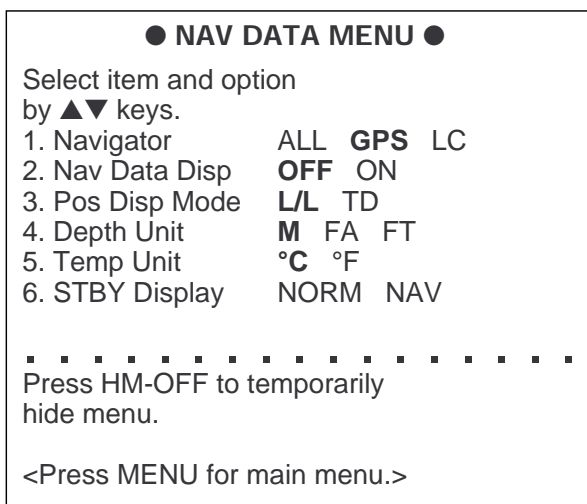 ● NAV DATA MENU ●
Select item and option
by ▲▼ keys.
1. Navigator ALL GPS LC
2. Nav Data Disp OFF ON
3. Pos Disp Mode L/L TD
4. Depth Unit M FA FT
5. Temp Unit °C °F
6. STBY Display NORM NAV
Press HM-OFF to temporarily
hide menu.
<Press MENU for main menu.>